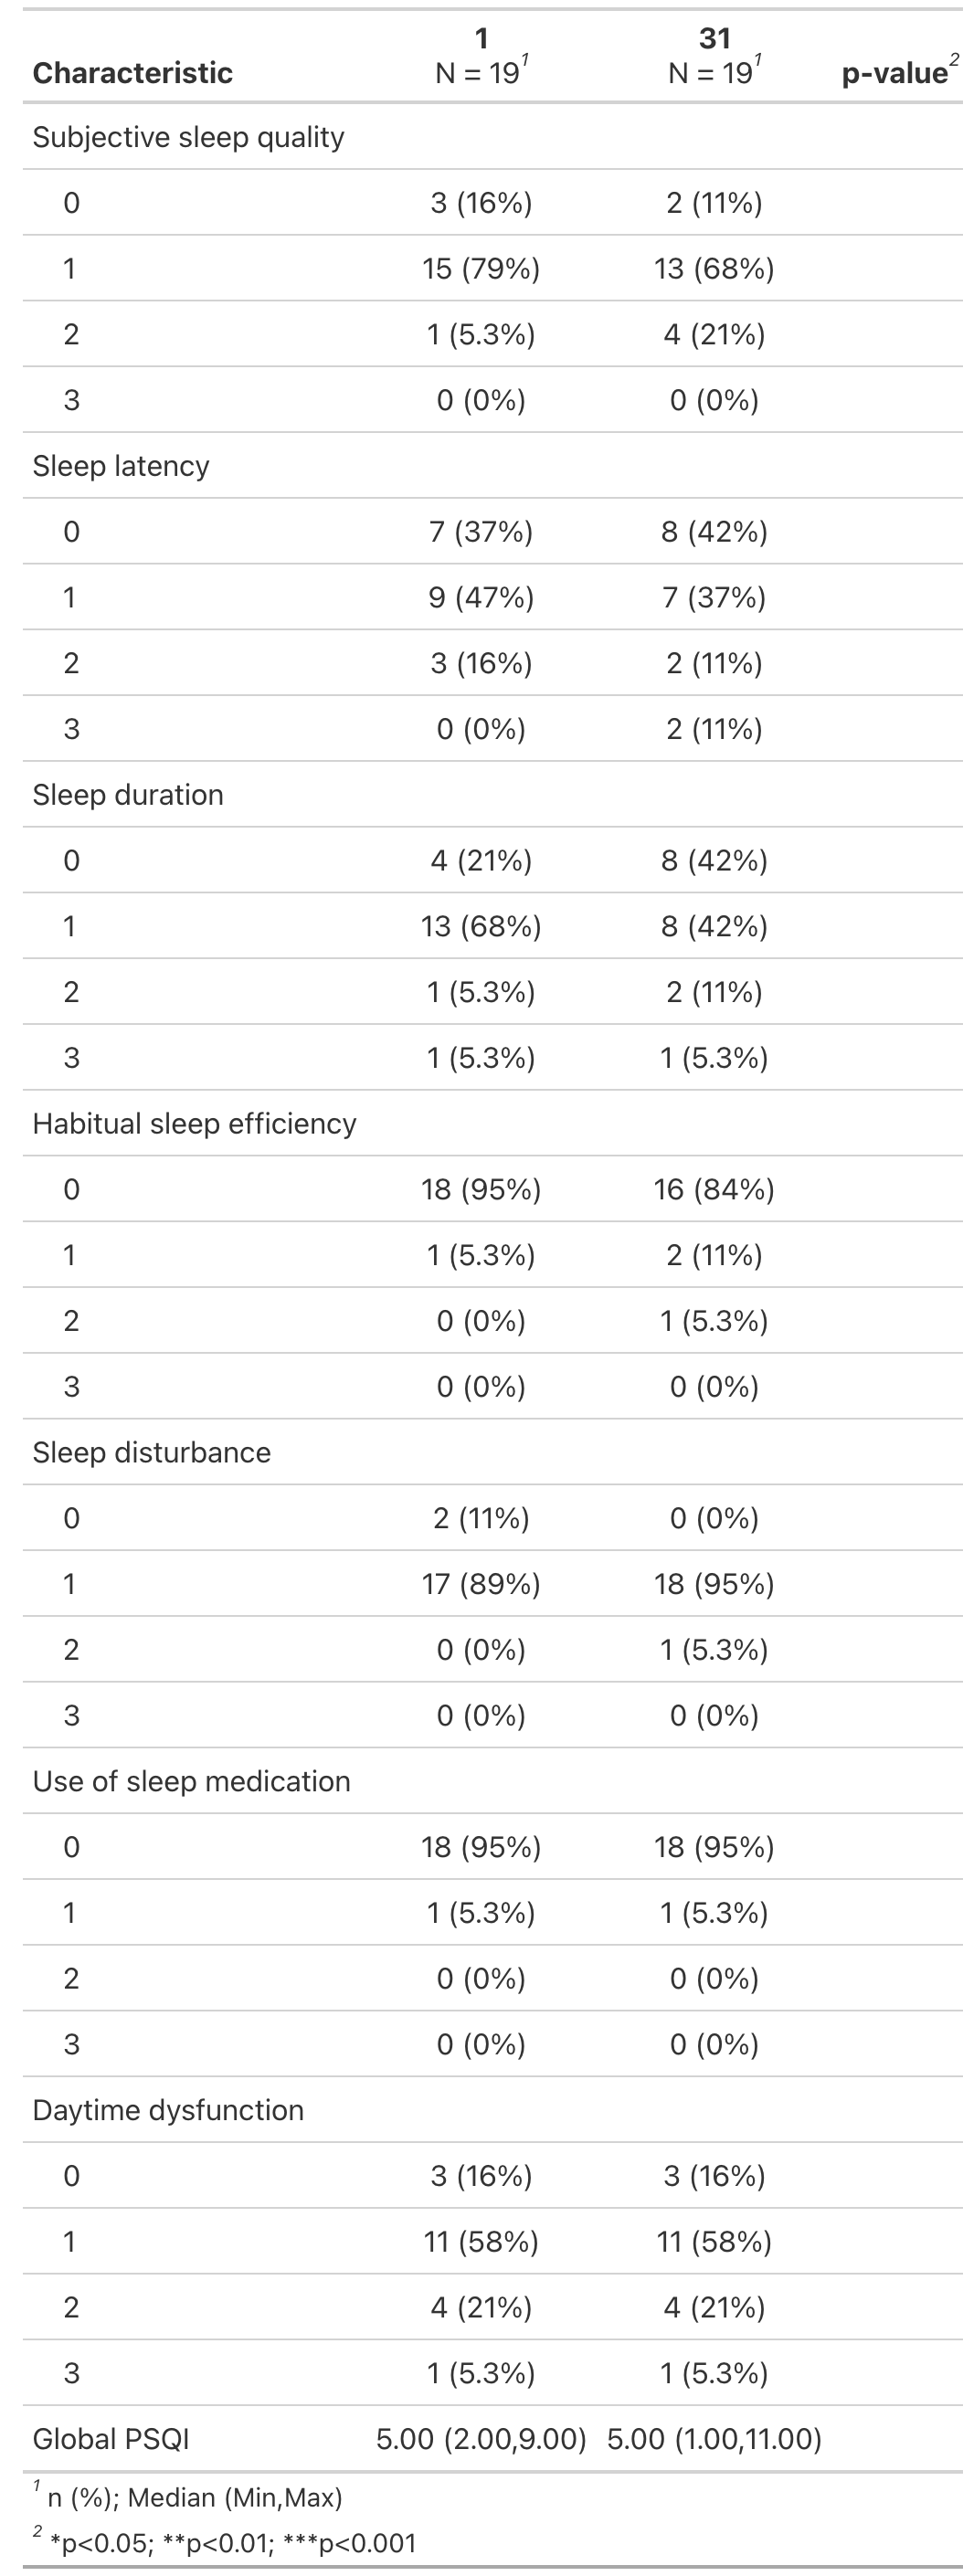 1 31
Characteristic N = 19¹ N = 19¹ p-value²
Subjective sleep quality
0 3 (16%) 2 (11%)
1 15 (79%) 13 (68%)
2 1 (5.3%) 4 (21%)
3 0 (0%) 0 (0%)
Sleep latency
0 7 (37%) 8 (42%)
1 9 (47%) 7 (37%)
2 3 (16%) 2 (11%)
3 0 (0%) 2 (11%)
Sleep duration
0 4 (21%) 8 (42%)
1 13 (68%) 8 (42%)
2 1 (5.3%) 2 (11%)
3 1 (5.3%) 1 (5.3%)
Habitual sleep efficiency
0 18 (95%) 16 (84%)
1 1 (5.3%) 2 (11%)
2 0 (0%) 1 (5.3%)
3 0 (0%) 0 (0%)
Sleep disturbance
0 2 (11%) 0 (0%)
1 17 (89%) 18 (95%)
2 0 (0%) 1 (5.3%)
3 0 (0%) 0 (0%)
Use of sleep medication
0 18 (95%) 18 (95%)
1 1 (5.3%) 1 (5.3%)
2 0 (0%) 0 (0%)
3 0 (0%) 0 (0%)
Daytime dysfunction
0 3 (16%) 3 (16%)
1 11 (58%) 11 (58%)
2 4 (21%) 4 (21%)
3 1 (5.3%) 1 (5.3%)
Global PSQI 5.00 (2.00,9.00) 5.00 (1.00,11.00)
¹ n (%); Median (Min,Max)
² *p<0.05; **p<0.01; ***p<0.001